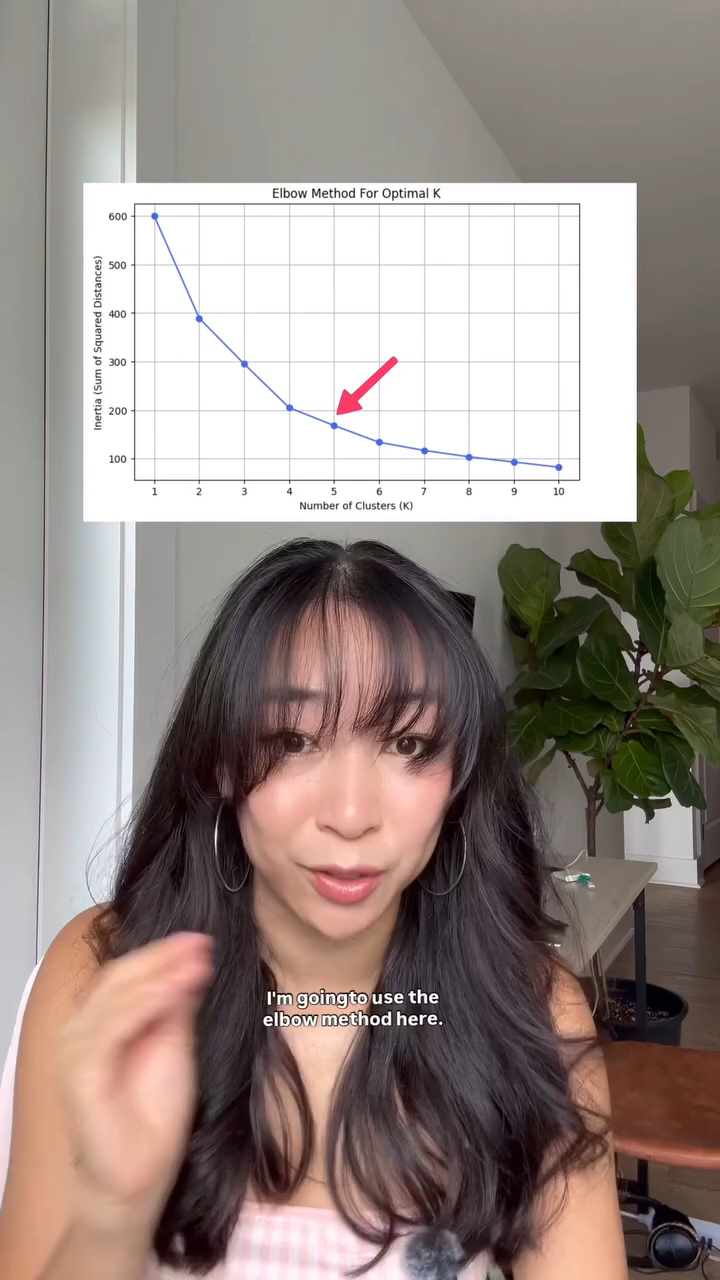 Elbow Method For Optimal K
Inertia (Sum of Squared Distances)
600
500
400
300
200
100
1 2 3 4 5 6 7 8 9 10
Number of Clusters (K)
I'm goingto use the
elbow method here.